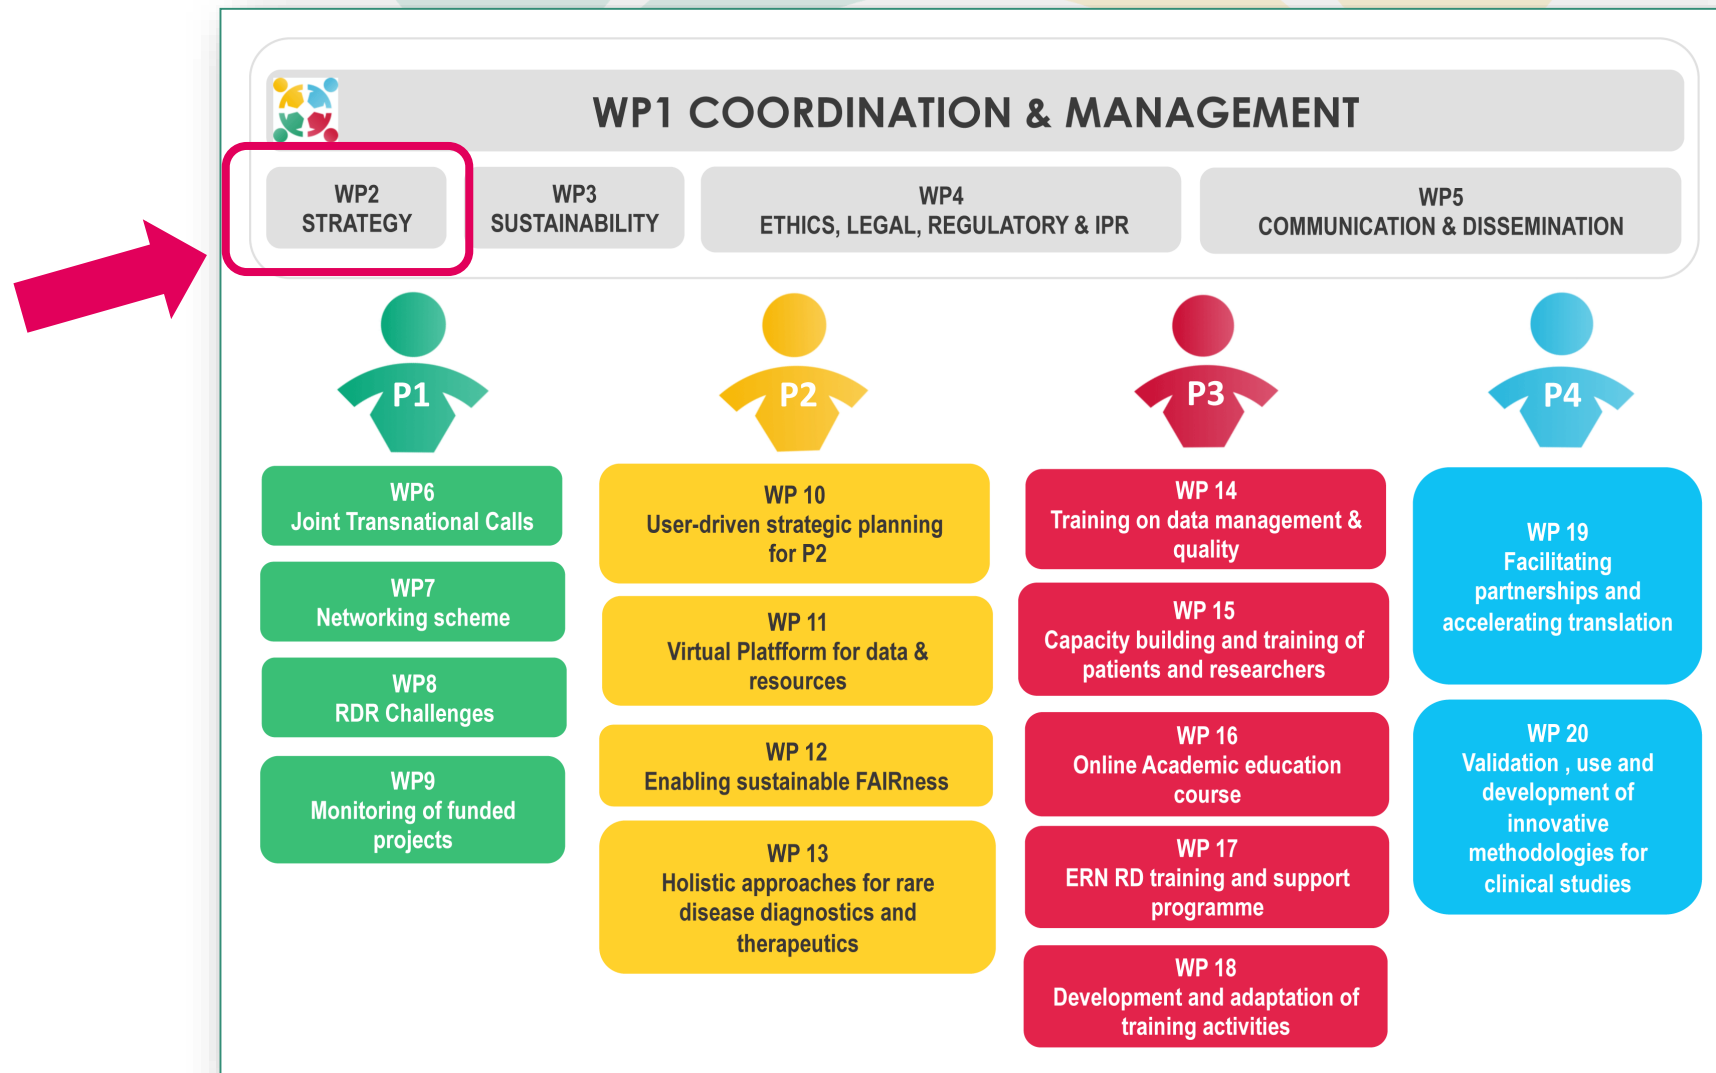 WP1 COORDINATION & MANAGEMENT
WP2
STRATEGY
WP3
SUSTAINABILITY
WP4
ETHICS, LEGAL, REGULATORY & IPR
WP5
COMMUNICATION & DISSEMINATION
P1
WP6
Joint Transnational Calls
WP7
Networking scheme
WP8
RDR Challenges
WP9
Monitoring of funded
projects
P2
WP 10
User-driven strategic planning
for P2
WP 11
Virtual Platfform for data &
resources
WP 12
Enabling sustainable FAIRness
WP 13
Holistic approaches for rare
disease diagnostics and
therapeutics
P3
WP 14
Training on data management &
quality
WP 15
Capacity building and training of
patients and researchers
WP 16
Online Academic education
course
WP 17
ERN RD training and support
programme
WP 18
Development and adaptation of
training activities
P4
WP 19
Facilitating
partnerships and
accelerating translation
WP 20
Validation , use and
development of
innovative
methodologies for
clinical studies